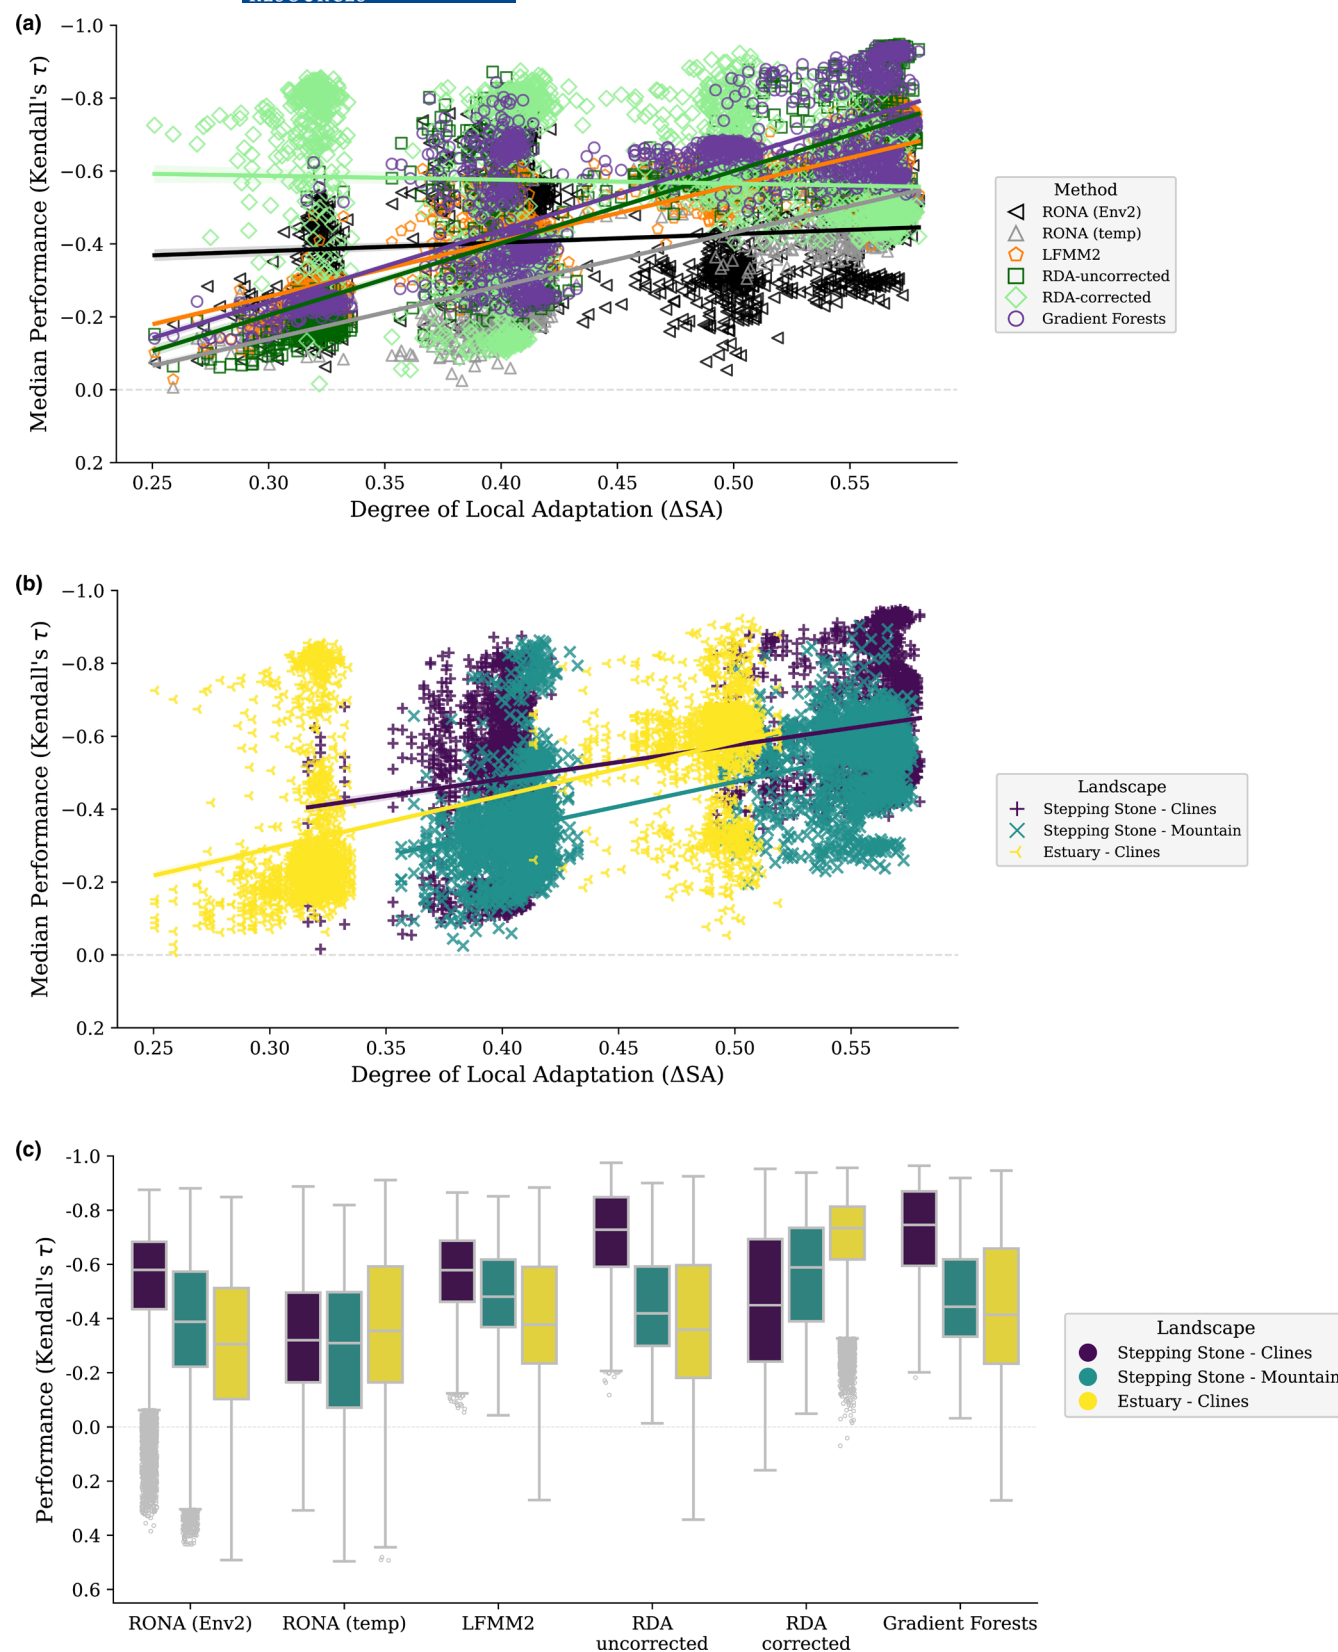 RESOURCES
(a)
-1.0
-0.8
-0.6
-0.4
-0.2
0.0
0.2
Median Performance (Kendall's τ)
0.25 0.30 0.35 0.40 0.45 0.50 0.55
Degree of Local Adaptation (ΔSA)
Method
RONA (Env2)
RONA (temp)
LFMM2
RDA-uncorrected
RDA-corrected
Gradient Forests
(b)
-1.0
-0.8
-0.6
-0.4
-0.2
0.0
0.2
Median Performance (Kendall's τ)
0.25 0.30 0.35 0.40 0.45 0.50 0.55
Degree of Local Adaptation (ΔSA)
Landscape
Stepping Stone - Clines
Stepping Stone - Mountain
Estuary - Clines
(c)
-1.0
-0.8
-0.6
-0.4
-0.2
0.0
0.2
0.4
0.6
Performance (Kendall's τ)
RONA (Env2) RONA (temp) LFMM2 RDA uncorrected RDA corrected Gradient Forests
Landscape
Stepping Stone - Clines
Stepping Stone - Mountain
Estuary - Clines